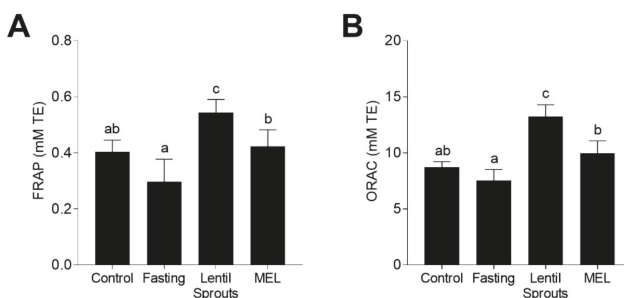 A
FRAP (mM TE)
0.8
0.6
0.4
0.2
0.0
ab
a
c
b
Control Fasting Lentil MEL
Sprouts
B
ORAC (mM TE)
20
15
10
5
0
ab
a
c
b
Control Fasting Lentil MEL
Sprouts